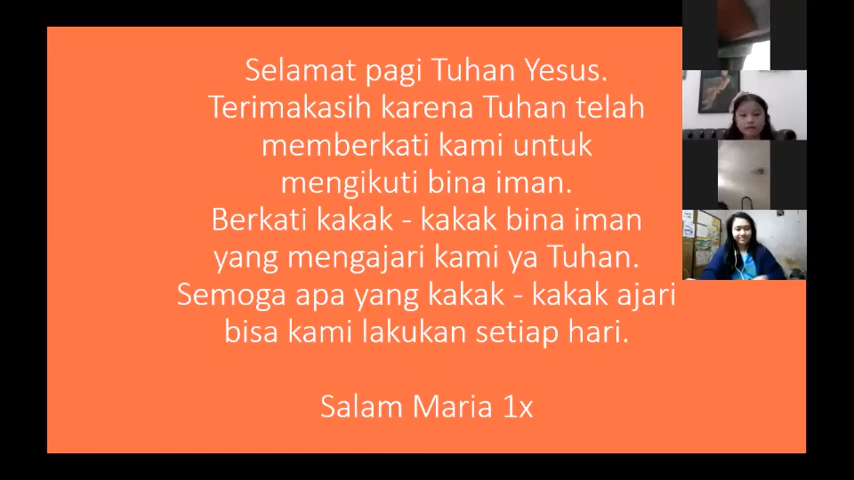 Selamat pagi Tuhan Yesus.
Terimakasih karena Tuhan telah
memberkati kami untuk
mengikuti bina iman.
Berkati kakak - kakak bina iman
yang mengajari kami ya Tuhan.
Semoga apa yang kakak - kakak ajari
bisa kami lakukan setiap hari.
Salam Maria 1x